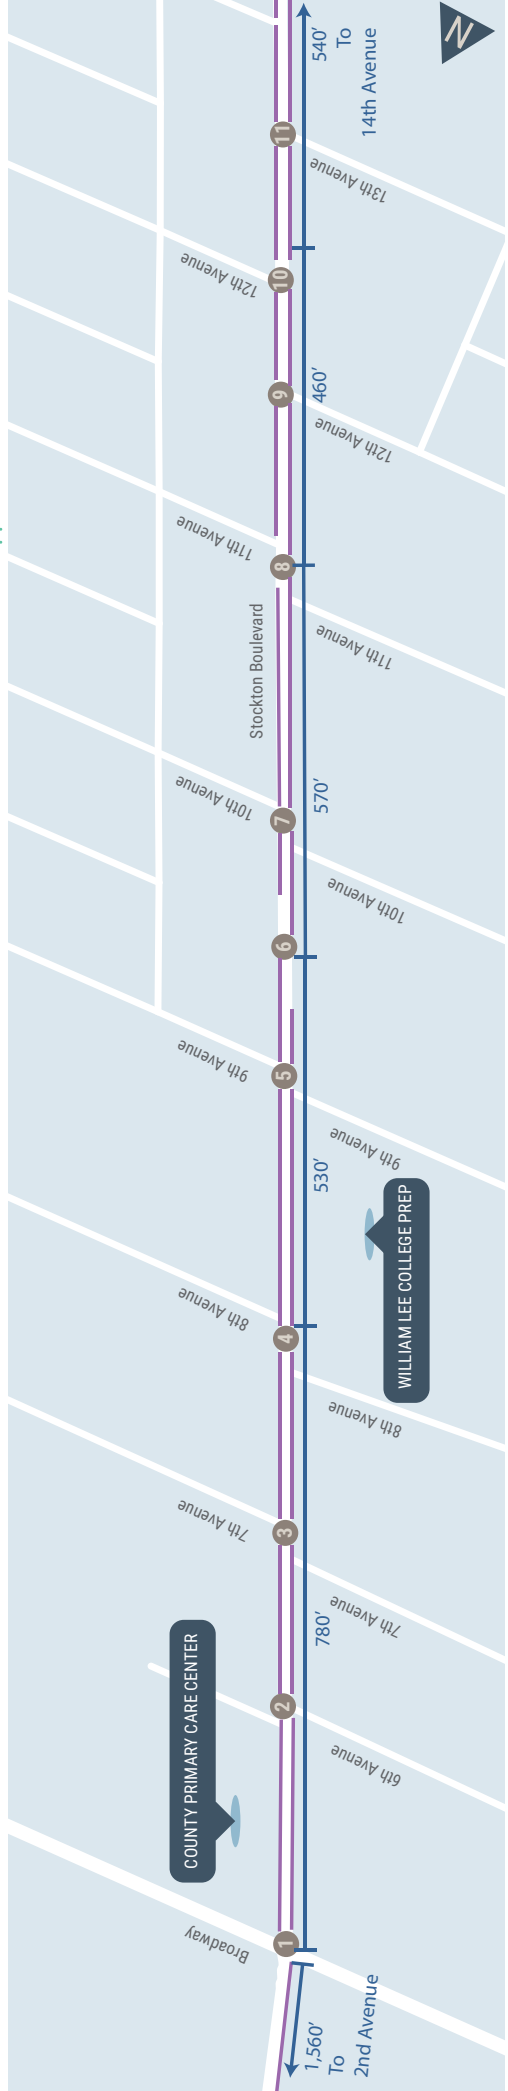 N
540’
To
14th Avenue
11
13th Avenue
12th Avenue
10
460’
9
12th Avenue
11th Avenue
8
11th Avenue
Stockton Boulevard
570’
10th Avenue
7
10th Avenue
6
9th Avenue
5
9th Avenue
530’
WILLIAM LEE COLLEGE PREP
8th Avenue
4
8th Avenue
7th Avenue
3
7th Avenue
780’
COUNTY PRIMARY CARE CENTER
2
6th Avenue
Broadway
1
1,560’
To
2nd Avenue